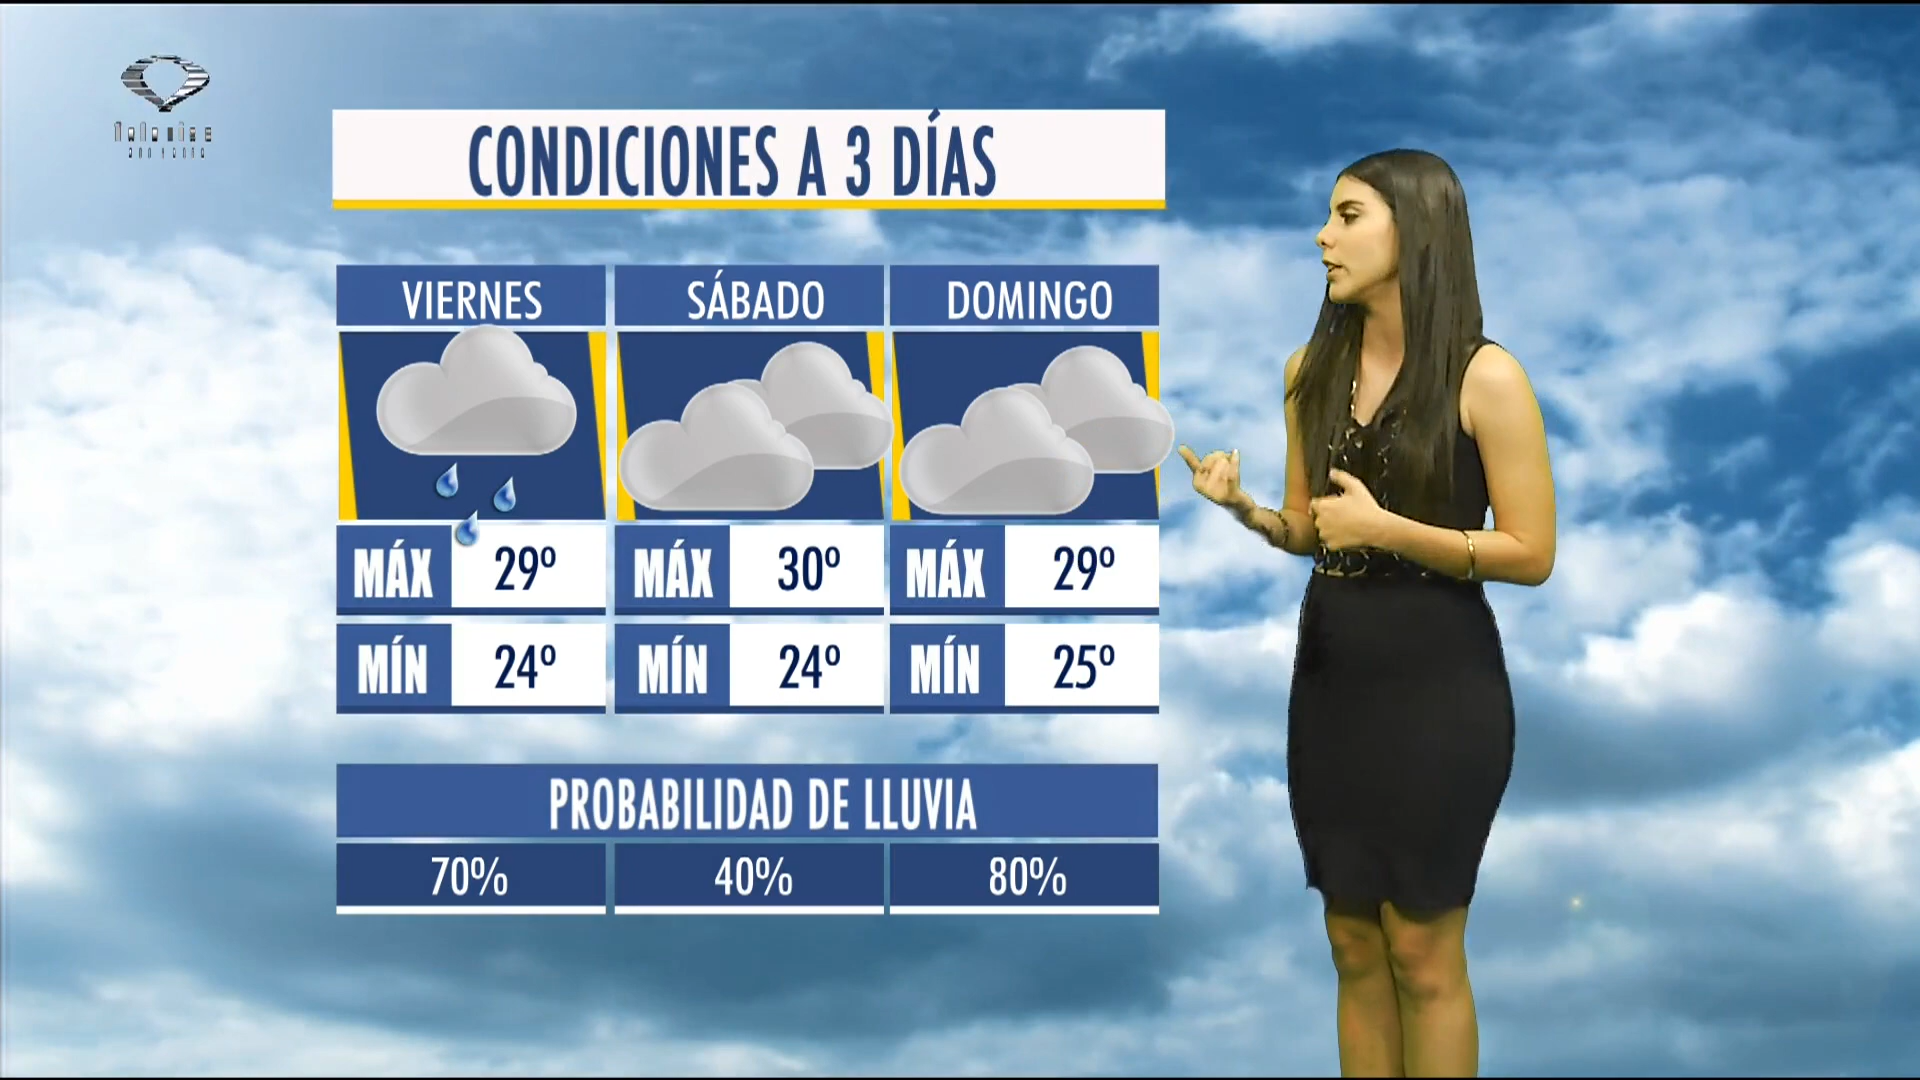 CONDICIONES A 3 DÍAS
VIERNES SÁBADO DOMINGO
MÁX 29º MÁX 30º MÁX 29º
MÍN 24º MÍN 24º MÍN 25º
PROBABILIDAD DE LLUVIA
70% 40% 80%